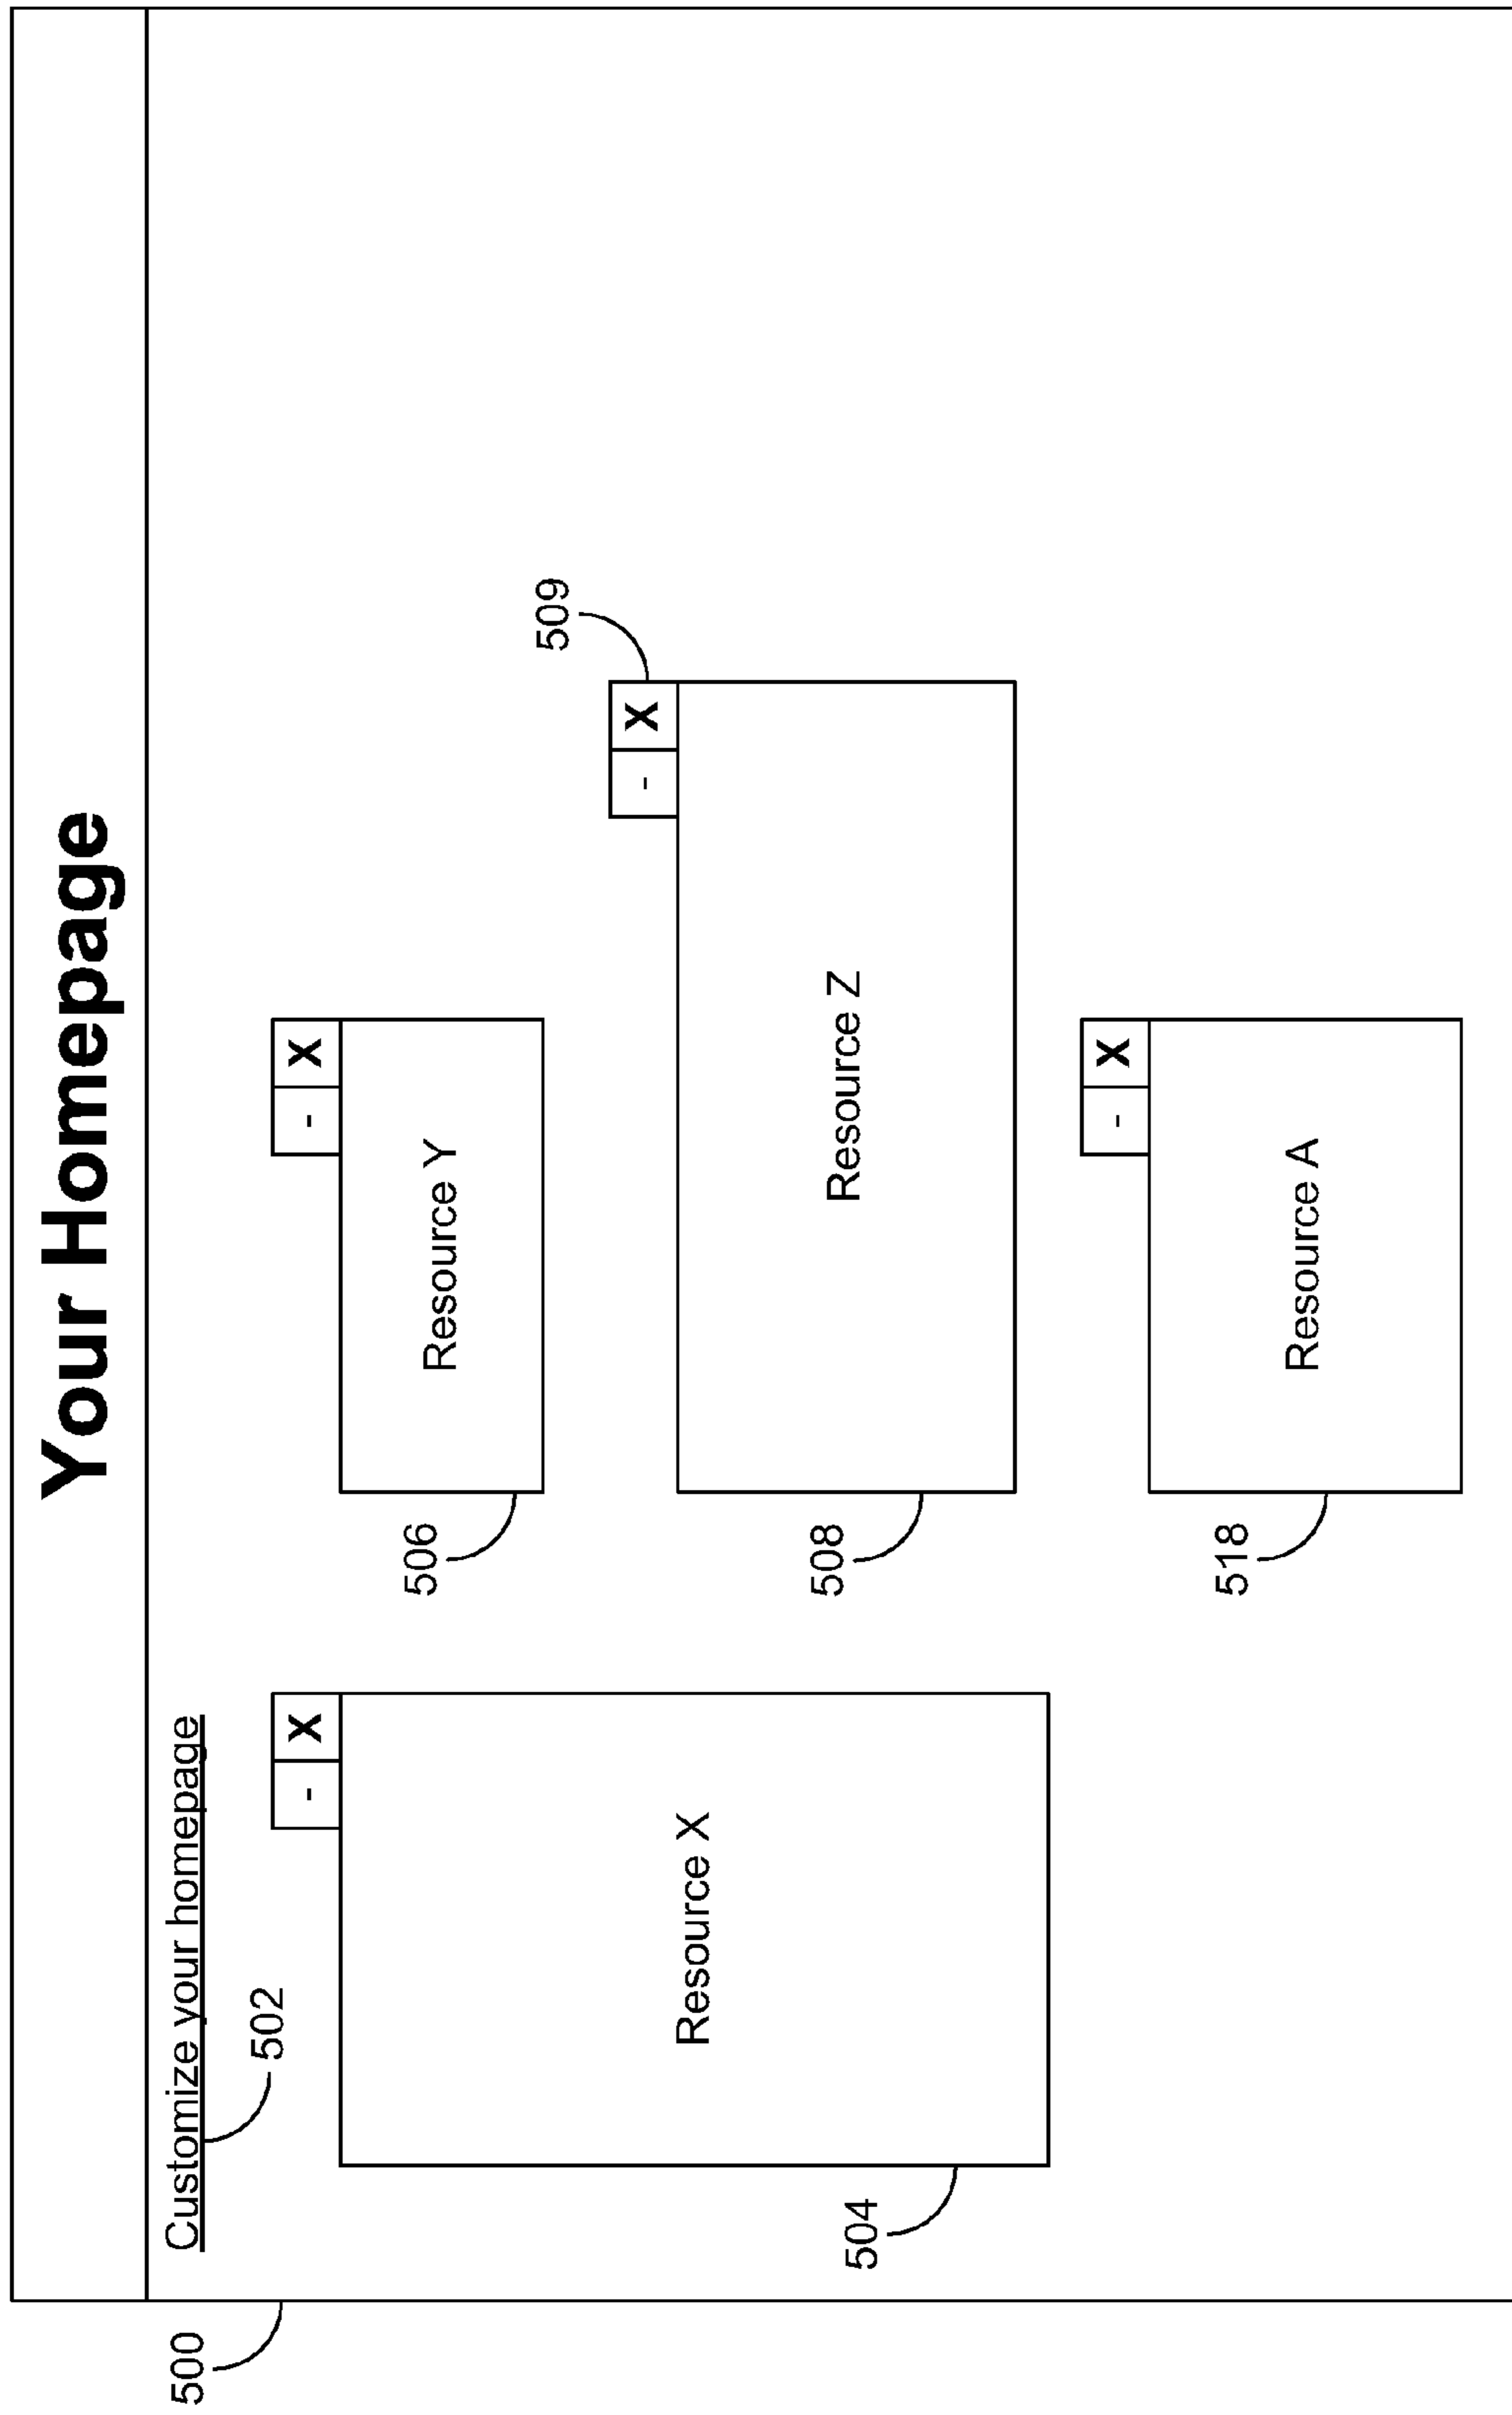 Your Homepage
500
Customize your homepage
502
- X
Resource X
504
- X
Resource Y
506
509
- X
Resource Z
508
- X
Resource A
518